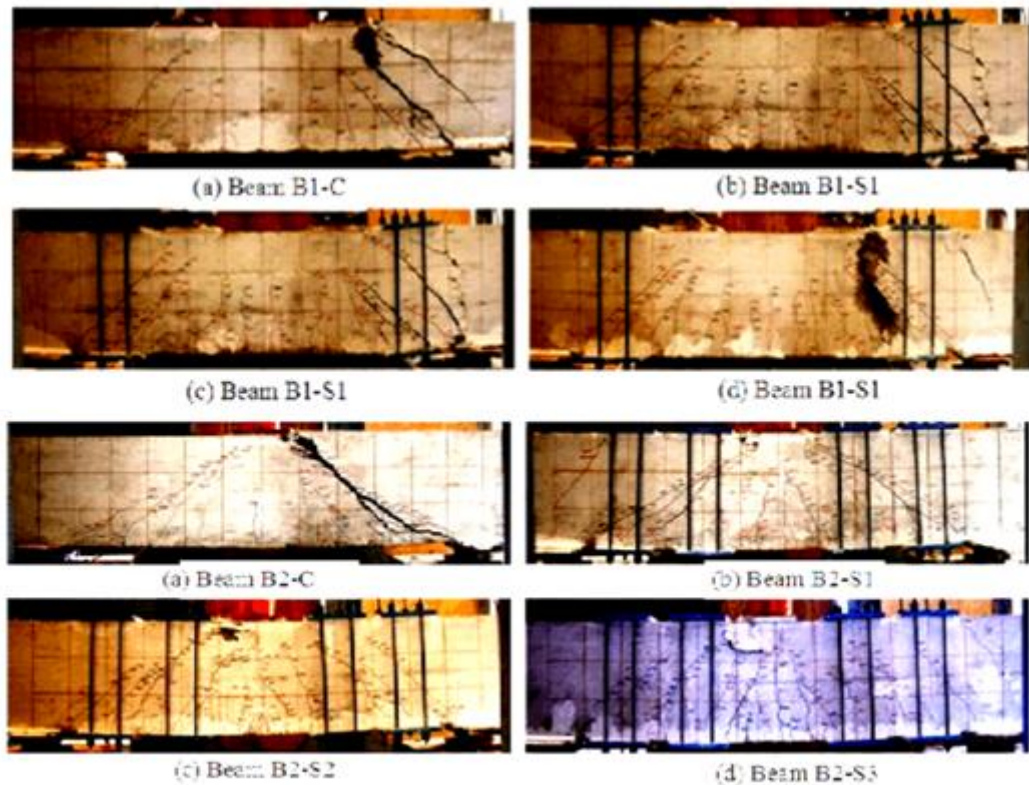 (a) Beam B1-C
(b) Beam B1-S1
(c) Beam B1-S1
(d) Beam B1-S1
(a) Beam B2-C
(b) Beam B2-S1
(c) Beam B2-S2
(d) Beam B2-S3